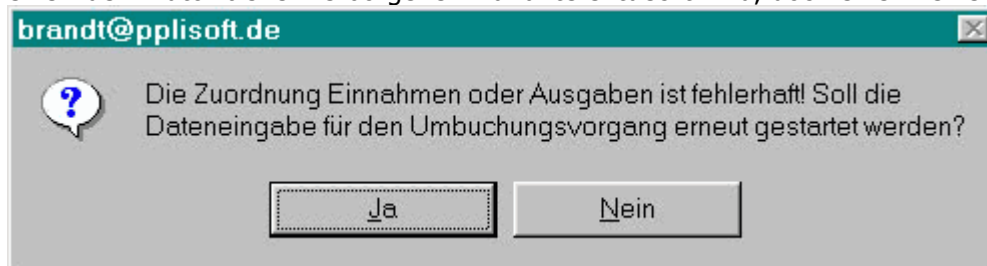 brandt@pplisoft.de
?
Die Zuordnung Einnahmen oder Ausgaben ist fehlerhaft! Soll die
Dateneingabe für den Umbuchungsvorgang erneut gestartet werden?
Ja Nein